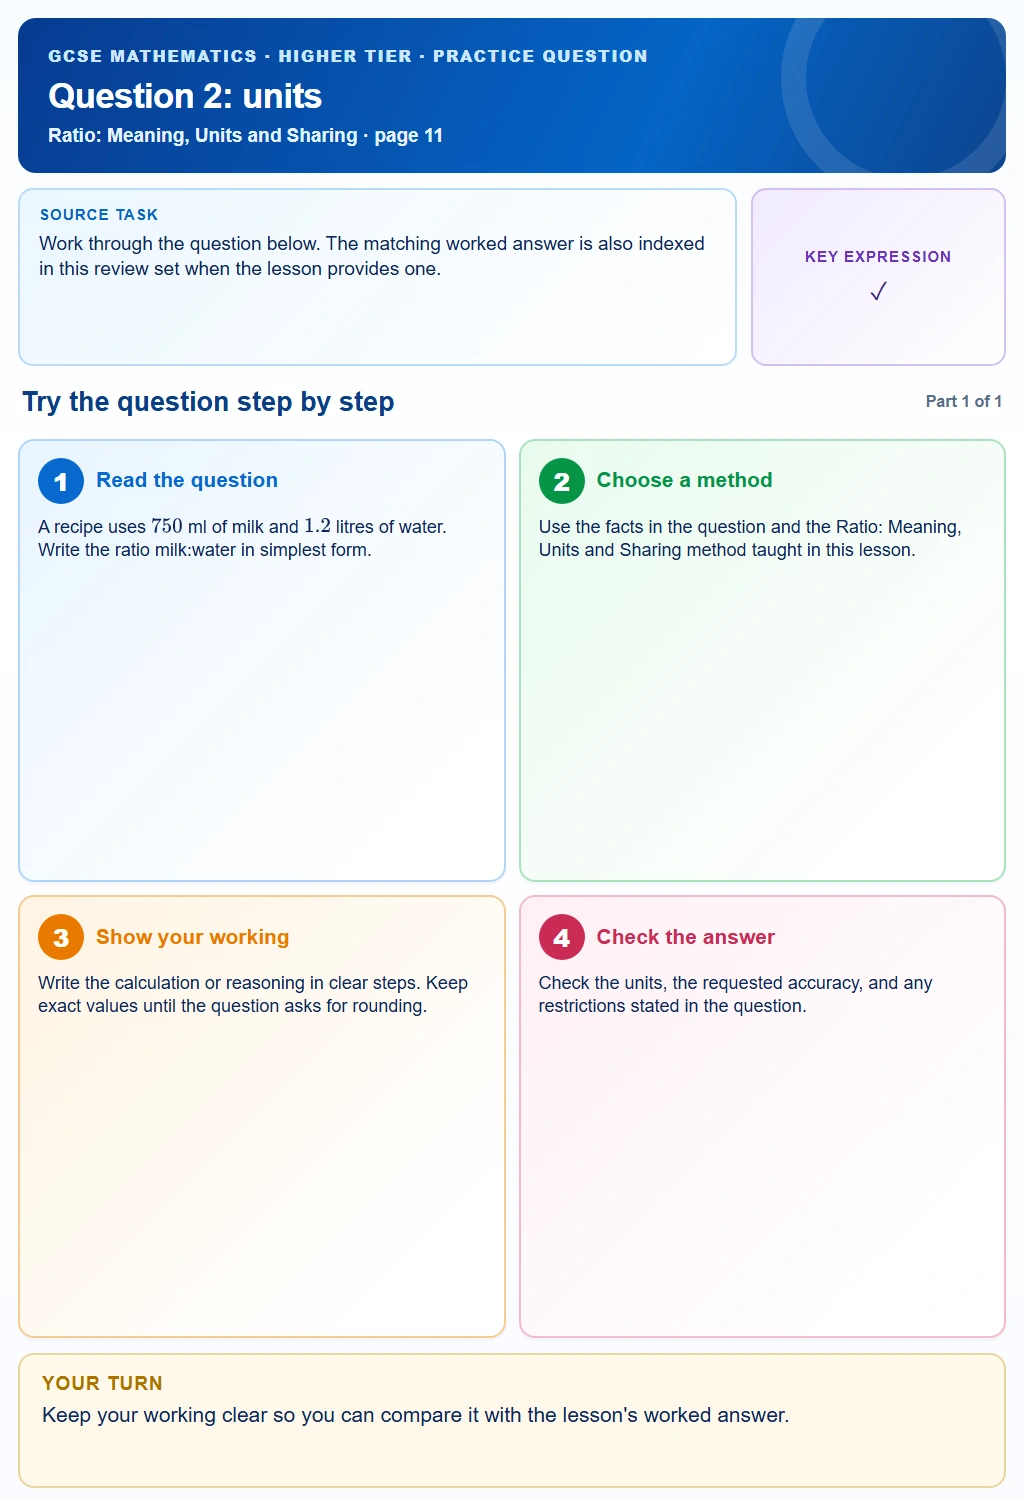 GCSE MATHEMATICS · HIGHER TIER · PRACTICE QUESTION
Question 2: units
Ratio: Meaning, Units and Sharing · page 11
SOURCE TASK
Work through the question below. The matching worked answer is also indexed
in this review set when the lesson provides one.
KEY EXPRESSION
✓
Try the question step by step
Part 1 of 1
1 Read the question
A recipe uses 750 ml of milk and 1.2 litres of water.
Write the ratio milk:water in simplest form.
2 Choose a method
Use the facts in the question and the Ratio: Meaning,
Units and Sharing method taught in this lesson.
3 Show your working
Write the calculation or reasoning in clear steps. Keep
exact values until the question asks for rounding.
4 Check the answer
Check the units, the requested accuracy, and any
restrictions stated in the question.
YOUR TURN
Keep your working clear so you can compare it with the lesson's worked answer.